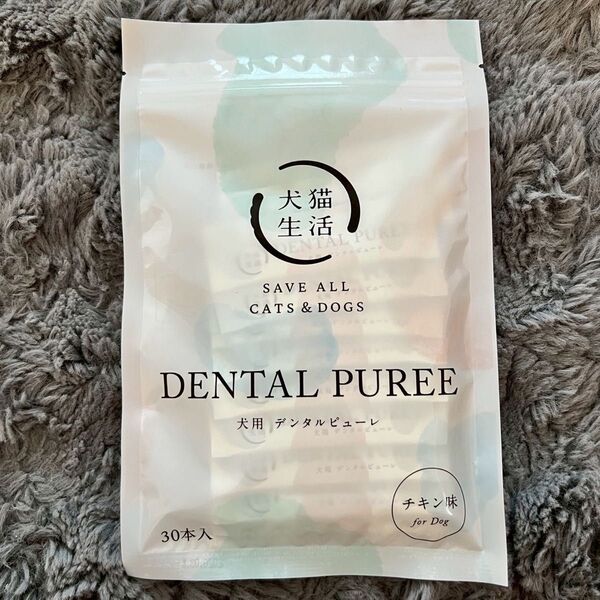 犬猫
生活
SAVE ALL
CATS & DOGS
DENTAL PUREE
犬用 デンタルピューレ
チキン味
for Dog
30本入